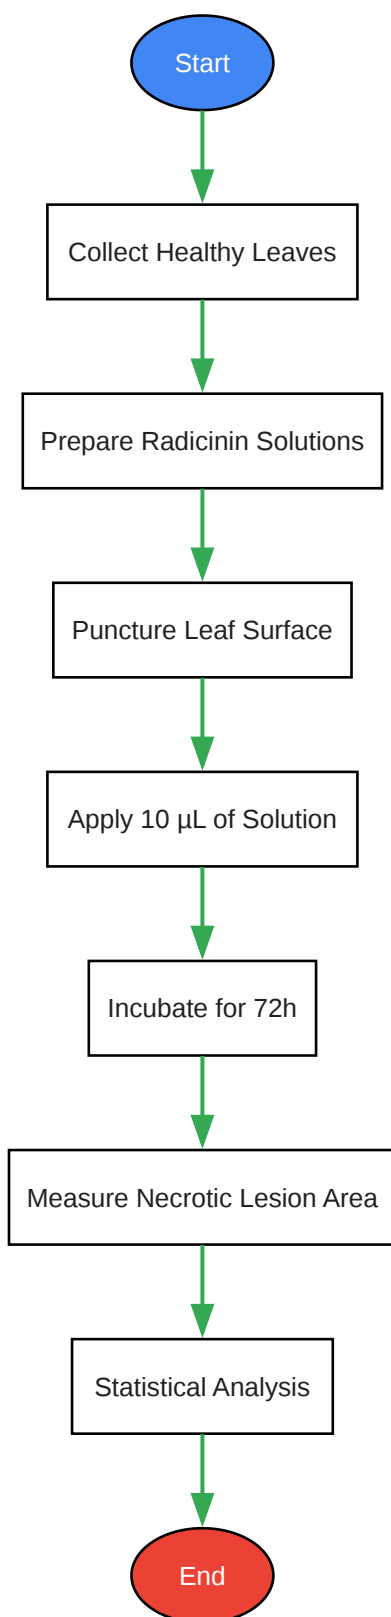 Start
Collect Healthy Leaves
Prepare Radicinin Solutions
Puncture Leaf Surface
Apply 10 µL of Solution
Incubate for 72h
Measure Necrotic Lesion Area
Statistical Analysis
End